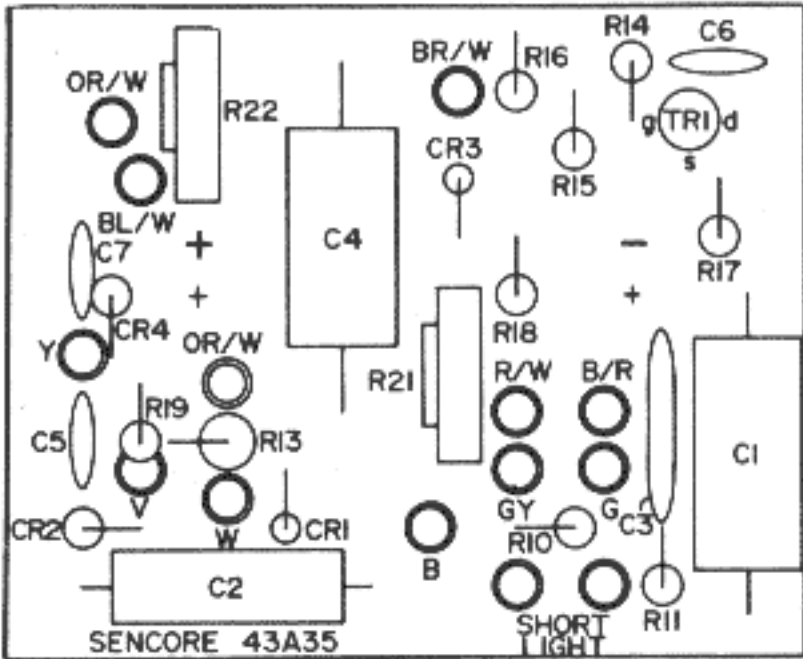 OR/W
R22
BR/W
R16
R14
C6
g TR1 d
s
CR3
R15
BL/W
C7
+
C4
−
R17
+
+
CR4
R18
Y
OR/W
R21
R/W
B/R
R19
C5
R13
C1
V
GY
G
C3
CR2
W
CR1
B
R10
C2
R11
SENCORE 43A35
SHORT
LIGHT